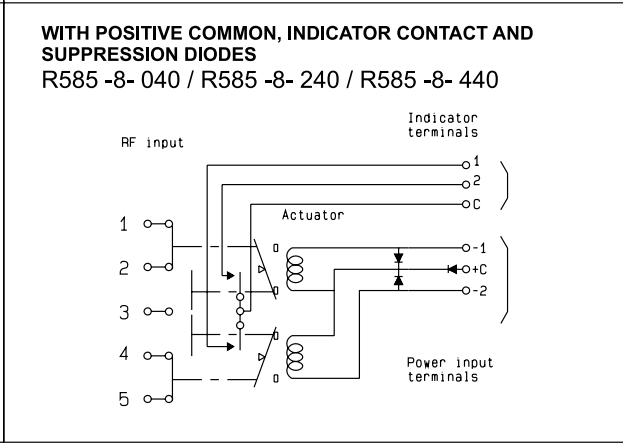 WITH POSITIVE COMMON, INDICATOR CONTACT AND
SUPPRESSION DIODES
R585 -8- 040 / R585 -8- 240 / R585 -8- 440
Indicator
terminals
RF input
1
2
C
Actuator
1
2
3
4
5
-1
+C
-2
Power input
terminals